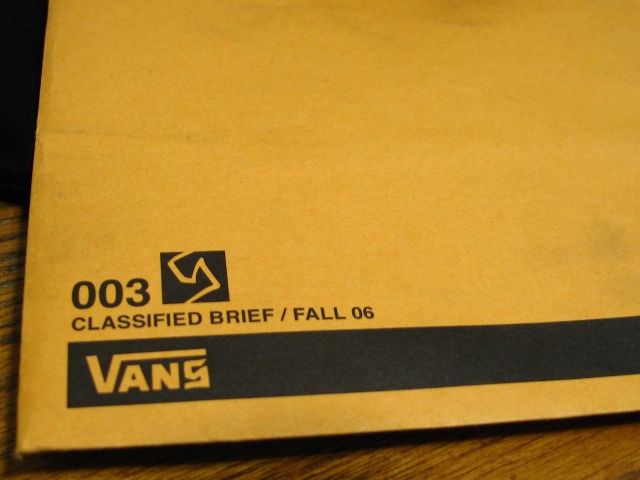 003
CLASSIFIED BRIEF / FALL 06
VANS